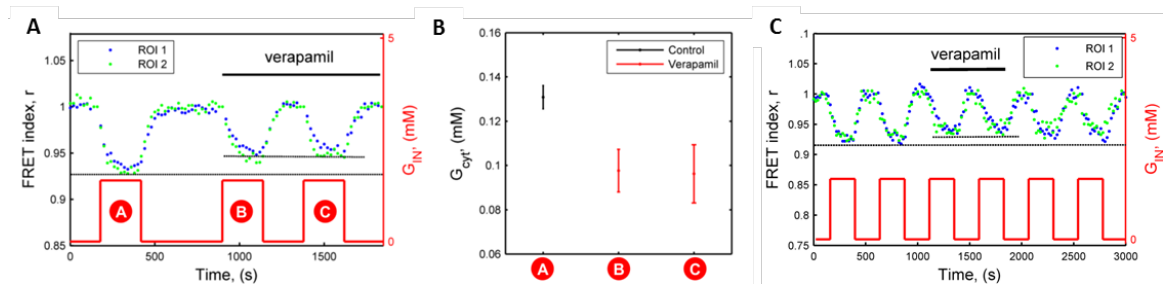 A
ROI 1
ROI 2
verapamil
FRET index, r
1.05
1
0.95
0.9
0.85
5
0
G_IN, (mM)
A
B
C
0
500
1000
1500
Time, (s)
B
G_cyt, (mM)
0.16
0.14
0.12
0.1
0.08
0.06
Control
Verapamil
A
B
C
C
ROI 1
ROI 2
verapamil
FRET index, r
.1
1.05
1
0.95
0.9
0.85
0.8
0.75
5
0
G_IN, (mM)
0
500
1000
1500
2000
2500
3000
Time, (s)